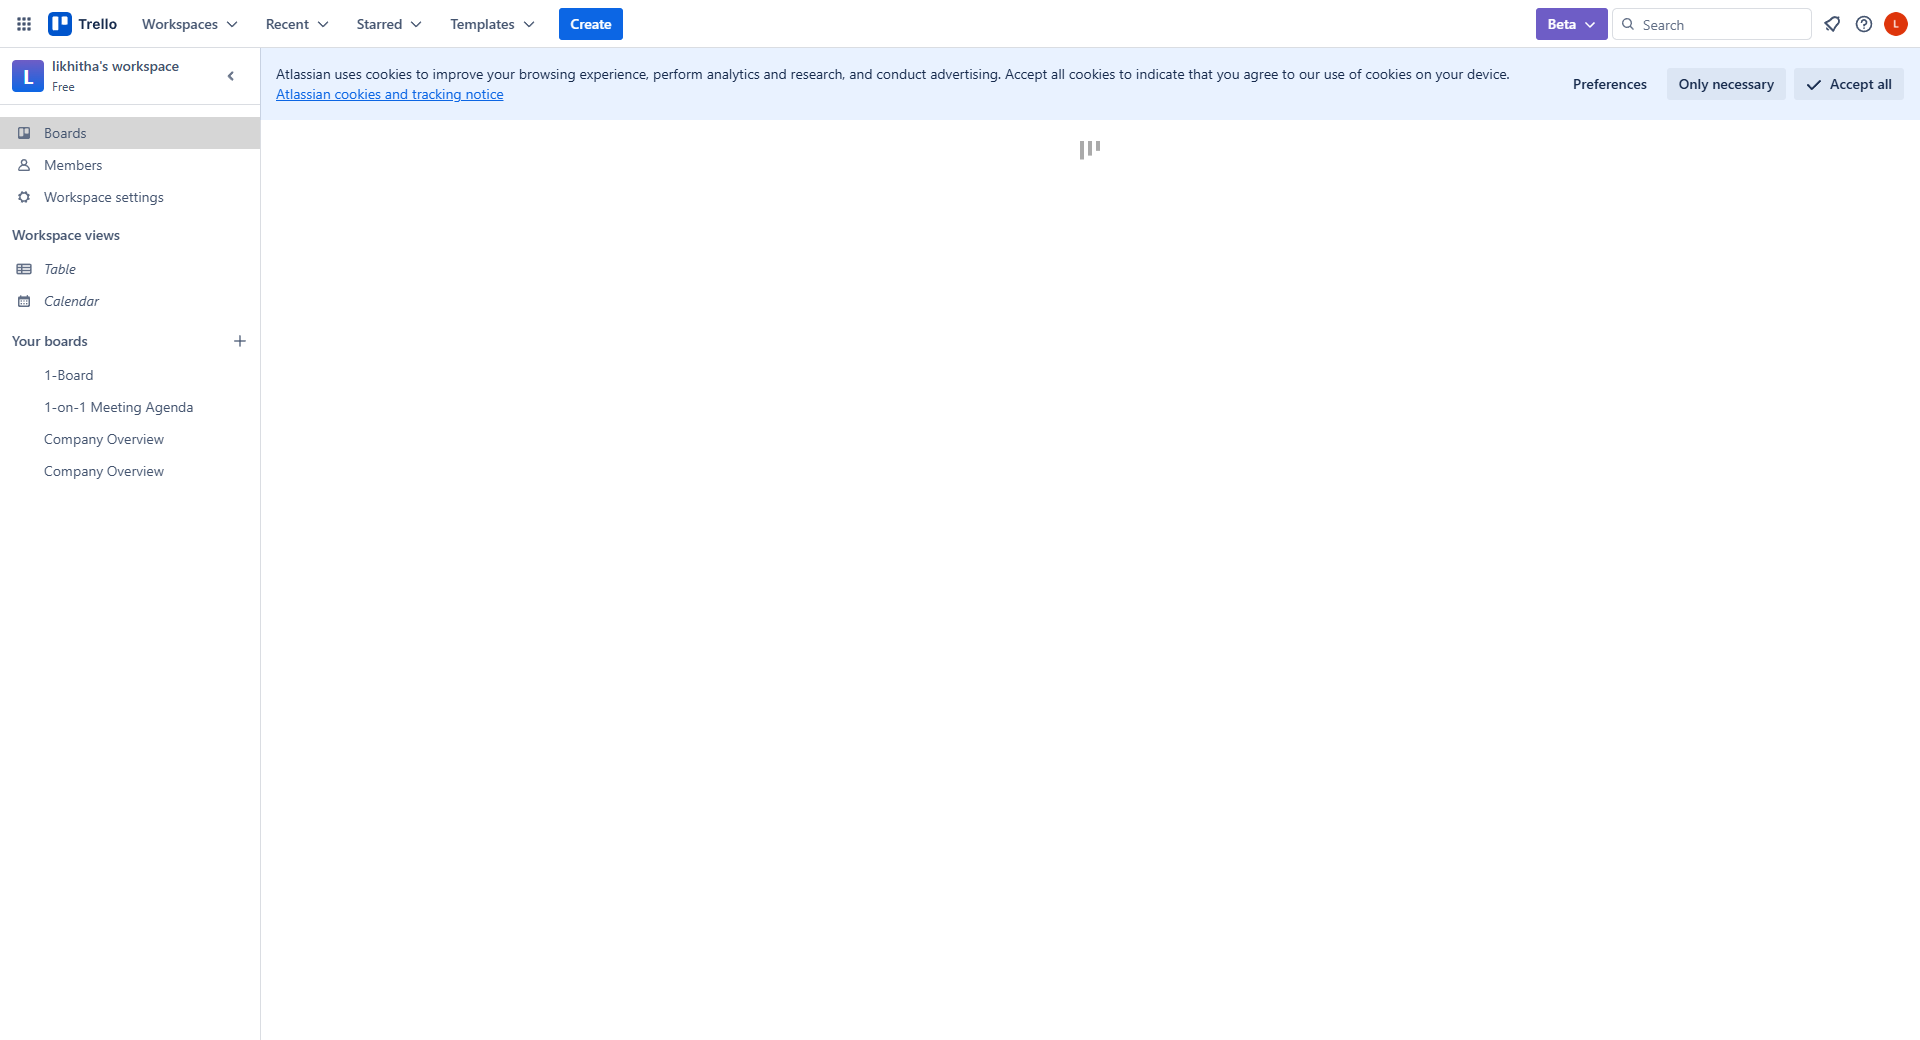 Trello
Workspaces
Recent
Starred
Templates
Create
Beta
Search
L
L
likhitha's workspace
Free
Atlassian uses cookies to improve your browsing experience, perform analytics and research, and conduct advertising. Accept all cookies to indicate that you agree to our use of cookies on your device.
Atlassian cookies and tracking notice
Preferences
Only necessary
Accept all
Boards
Members
Workspace settings
Workspace views
Table
Calendar
Your boards
1-Board
1-on-1 Meeting Agenda
Company Overview
Company Overview